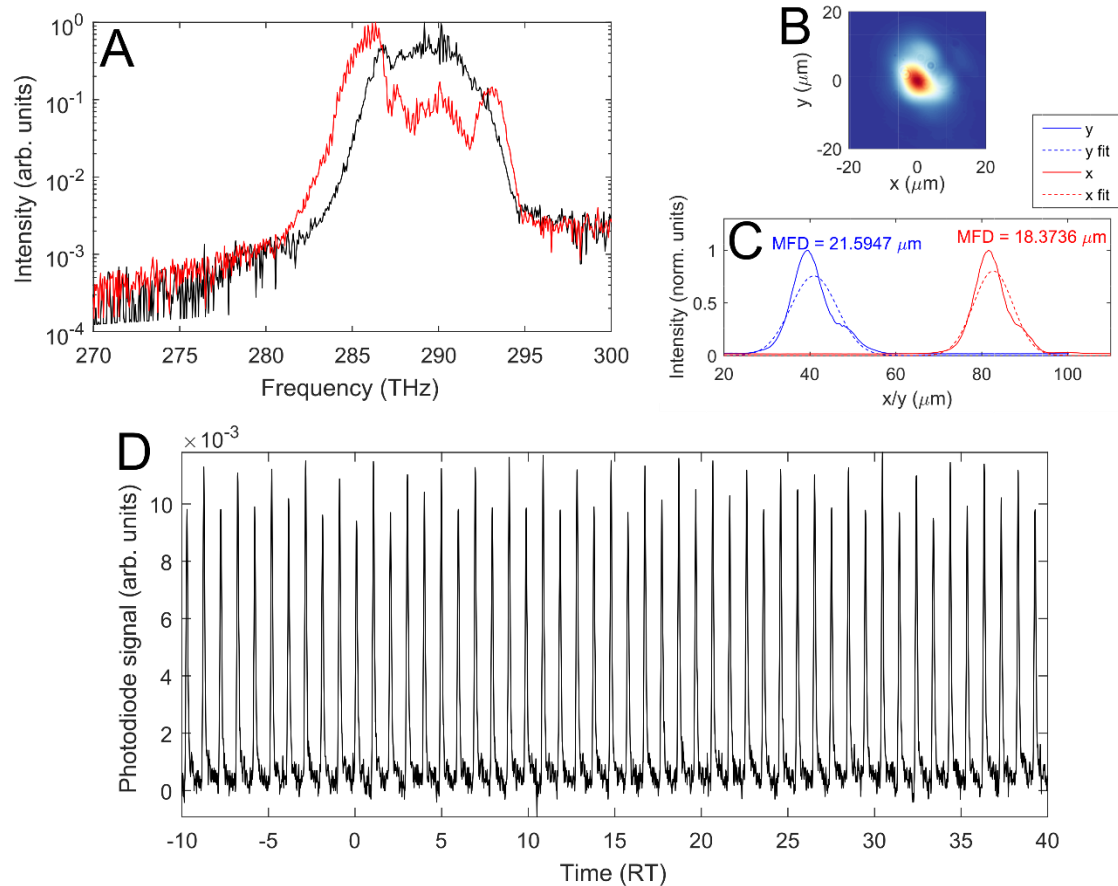 A
Intensity (arb. units)
10^0
10^-1
10^-2
10^-3
10^-4
270 275 280 285 290 295 300
Frequency (THz)
B
y (μm)
20
0
-20
-20 0 20
x (μm)
y
y fit
x
x fit
C
Intensity (norm. units)
1
0.5
0
MFD = 21.5947 μm
MFD = 18.3736 μm
20 40 60 80 100
x/y (μm)
D
×10^-3
Photodiode signal (arb. units)
10
8
6
4
2
0
-10 -5 0 5 10 15 20 25 30 35 40
Time (RT)